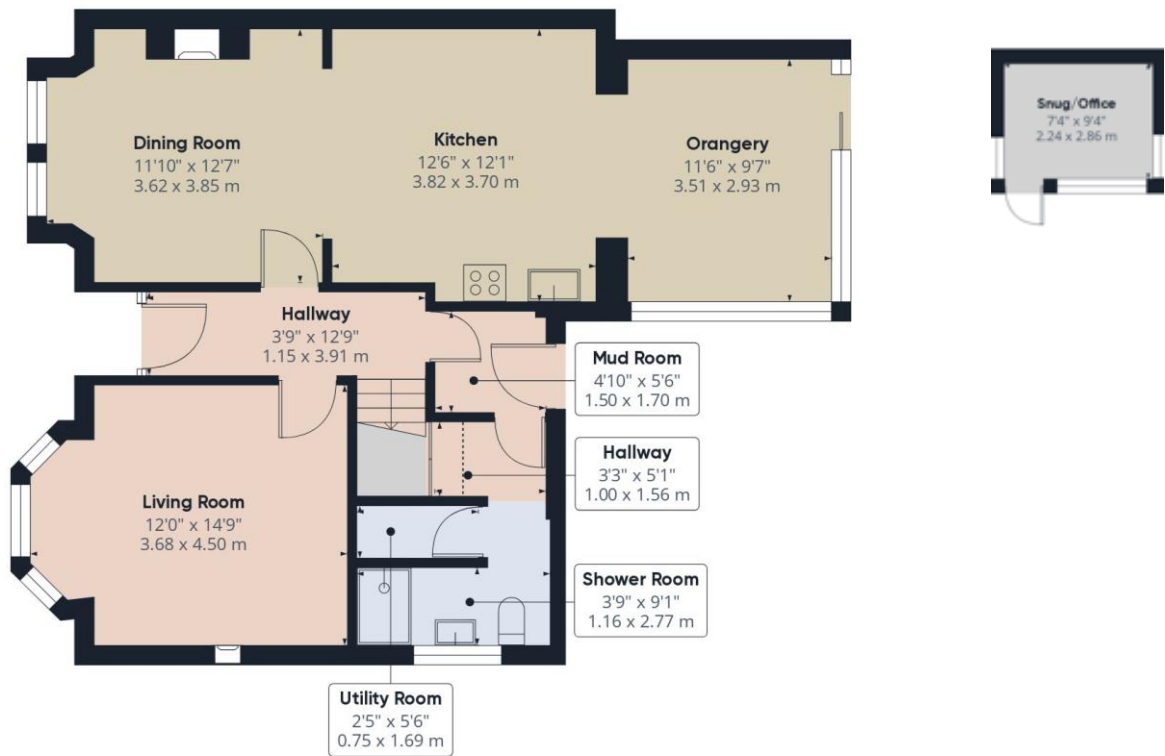 Dining Room
11'10" x 12'7"
3.62 x 3.85 m
Kitchen
12'6" x 12'1"
3.82 x 3.70 m
Orangery
11'6" x 9'7"
3.51 x 2.93 m
Snug/Office
7'4" x 9'4"
2.24 x 2.86 m
Hallway
3'9" x 12'9"
1.15 x 3.91 m
Mud Room
4'10" x 5'6"
1.50 x 1.70 m
Hallway
3'3" x 5'1"
1.00 x 1.56 m
Living Room
12'0" x 14'9"
3.68 x 4.50 m
Shower Room
3'9" x 9'1"
1.16 x 2.77 m
Utility Room
2'5" x 5'6"
0.75 x 1.69 m